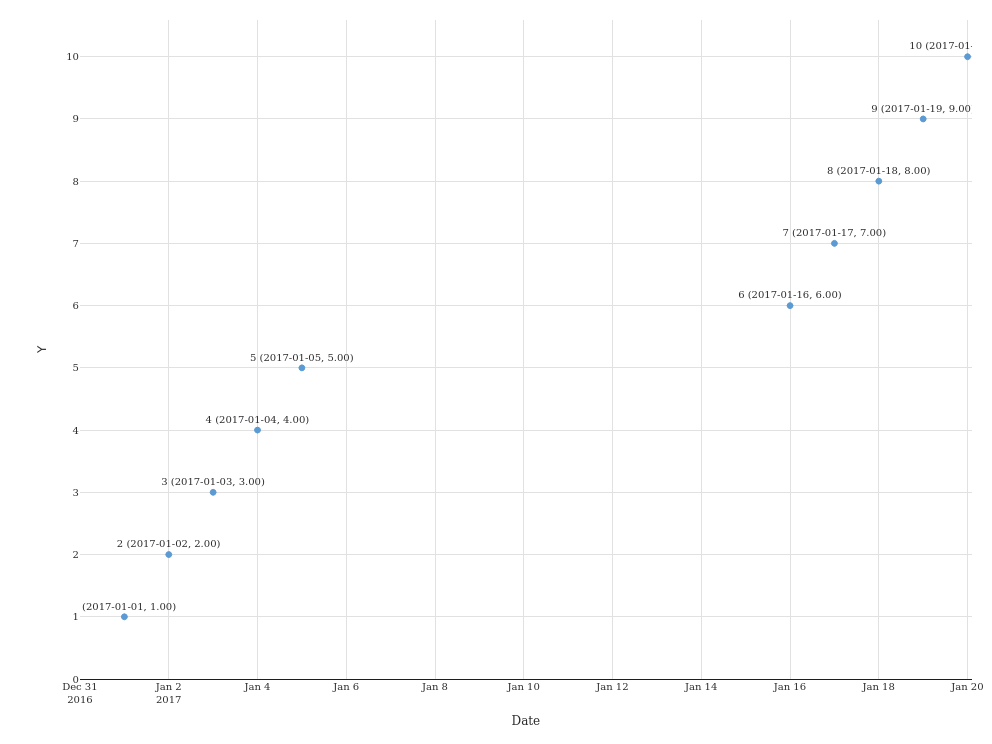 10 (2017-01-
10
9 (2017-01-19, 9.00
9
8 (2017-01-18, 8.00)
8
7 (2017-01-17, 7.00)
7
6 (2017-01-16, 6.00)
6
Y
5 (2017-01-05, 5.00)
5
4 (2017-01-04, 4.00)
4
3 (2017-01-03, 3.00)
3
2 (2017-01-02, 2.00)
2
(2017-01-01, 1.00)
1
0
Dec 31 Jan 2 Jan 4 Jan 6 Jan 8 Jan 10 Jan 12 Jan 14 Jan 16 Jan 18 Jan 20
2016 2017
Date